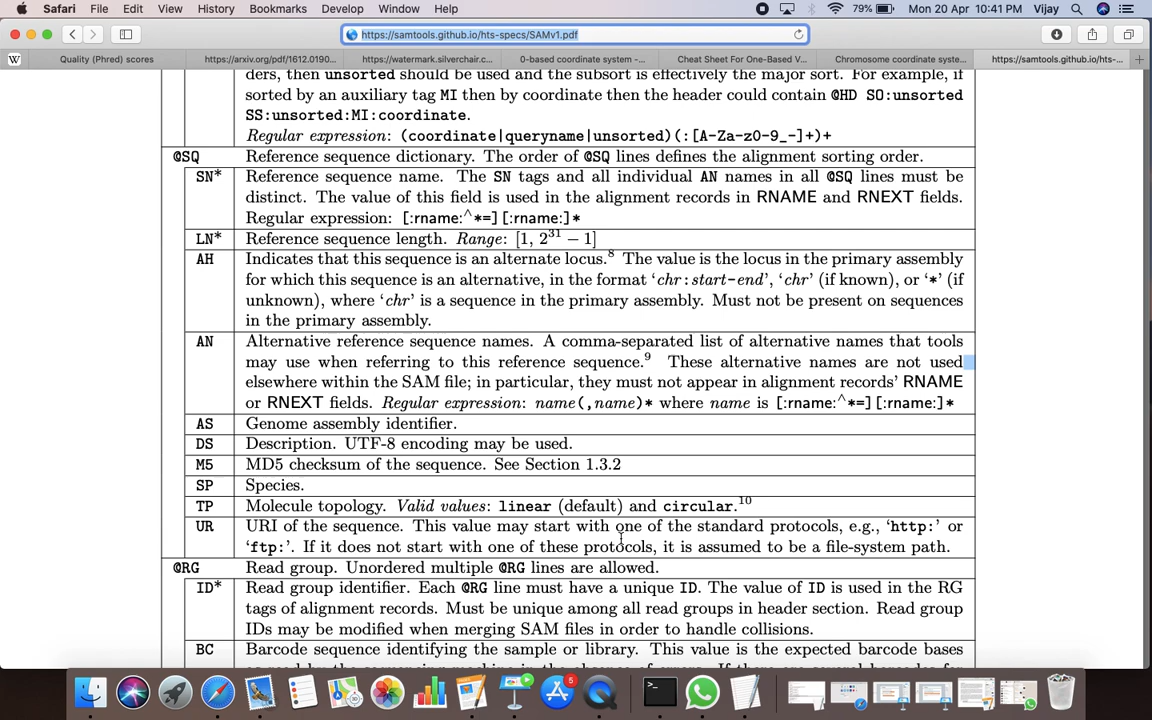 Safari File Edit View History Bookmarks Develop Window Help 79% Mon 20 Apr 10:41 PM Vijay
https://samtools.github.io/hts-specs/SAMv1.pdf
W Quality (Phred) scores https://arxiv.org/pdf/1612.0190... https://watermark.silverchair.c... 0-based coordinate system -... Cheat Sheet For One-Based V... Chromosome coordinate syste... https://samtools.github.io/hts-... +
ders, then unsorted should be used and the subsort is effectively the major sort. For example, if
sorted by an auxiliary tag MI then by coordinate then the header could contain @HD SO:unsorted
SS:unsorted:MI:coordinate.
Regular expression: (coordinate|queryname|unsorted)(:[A-Za-z0-9_-]+)+
@SQ Reference sequence dictionary. The order of @SQ lines defines the alignment sorting order.
SN* Reference sequence name. The SN tags and all individual AN names in all @SQ lines must be
distinct. The value of this field is used in the alignment records in RNAME and RNEXT fields.
Regular expression: [:rname:^*=][:rname:]*
LN* Reference sequence length. Range: [1, 2^31 − 1]
AH Indicates that this sequence is an alternate locus.8 The value is the locus in the primary assembly
for which this sequence is an alternative, in the format ‘chr:start-end’, ‘chr’ (if known), or ‘*’ (if
unknown), where ‘chr’ is a sequence in the primary assembly. Must not be present on sequences
in the primary assembly.
AN Alternative reference sequence names. A comma-separated list of alternative names that tools
may use when referring to this reference sequence.9 These alternative names are not used
elsewhere within the SAM file; in particular, they must not appear in alignment records’ RNAME
or RNEXT fields. Regular expression: name(,name)* where name is [:rname:^*=][:rname:]*
AS Genome assembly identifier.
DS Description. UTF-8 encoding may be used.
M5 MD5 checksum of the sequence. See Section 1.3.2
SP Species.
TP Molecule topology. Valid values: linear (default) and circular.10
UR URI of the sequence. This value may start with one of the standard protocols, e.g., ‘http:’ or
‘ftp:’. If it does not start with one of these protocols, it is assumed to be a file-system path.
@RG Read group. Unordered multiple @RG lines are allowed.
ID* Read group identifier. Each @RG line must have a unique ID. The value of ID is used in the RG
tags of alignment records. Must be unique among all read groups in header section. Read group
IDs may be modified when merging SAM files in order to handle collisions.
BC Barcode sequence identifying the sample or library. This value is the expected barcode bases
5